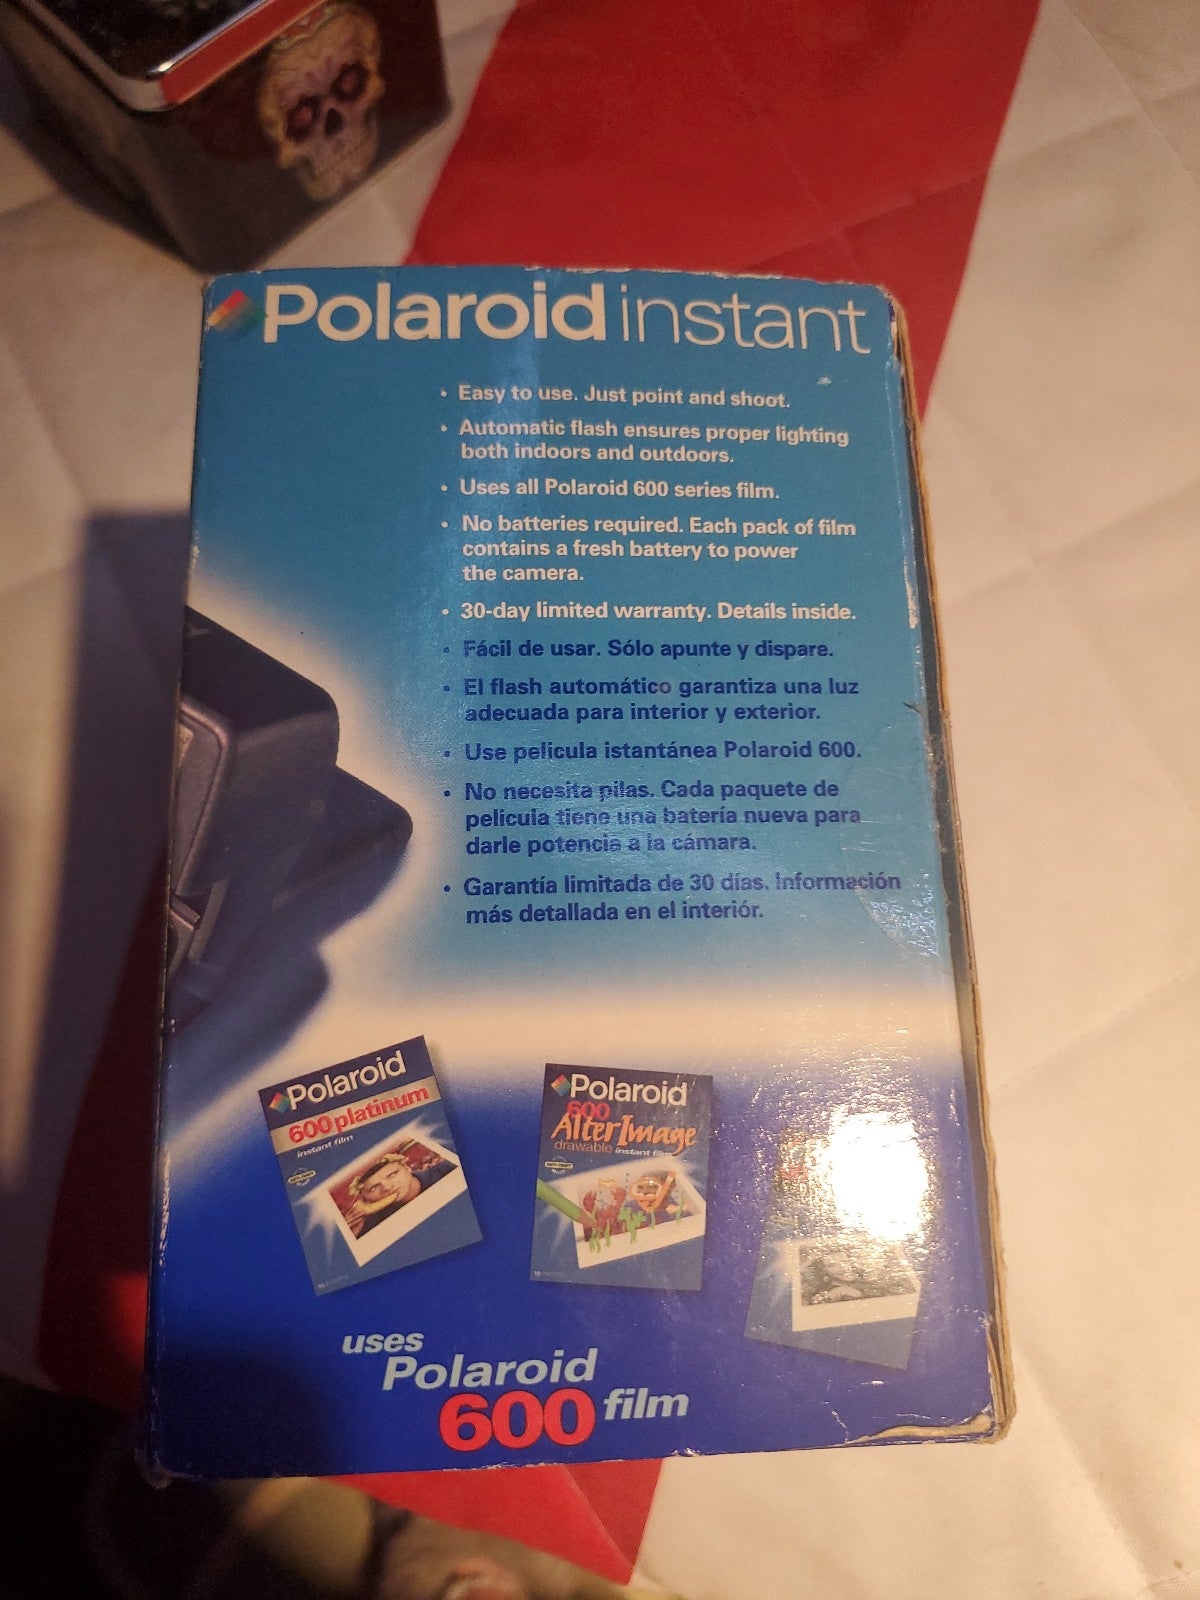 Polaroid instant
• Easy to use. Just point and shoot.
• Automatic flash ensures proper lighting
both indoors and outdoors.
• Uses all Polaroid 600 series film.
• No batteries required. Each pack of film
contains a fresh battery to power
the camera.
• 30-day limited warranty. Details inside.
• Fácil de usar. Sólo apunte y dispare.
• El flash automático garantiza una luz
adecuada para interior y exterior.
• Use pelicula istantánea Polaroid 600.
• No necesita pilas. Cada paquete de
pelicula tiene una batería nueva para
darle potencia a la cámara.
• Garantía limitada de 30 días. Información
más detallada en el interiór.
Polaroid
600 platinum
instant film
Polaroid
600
AlterImage
drawable instant film
uses
Polaroid
600 film